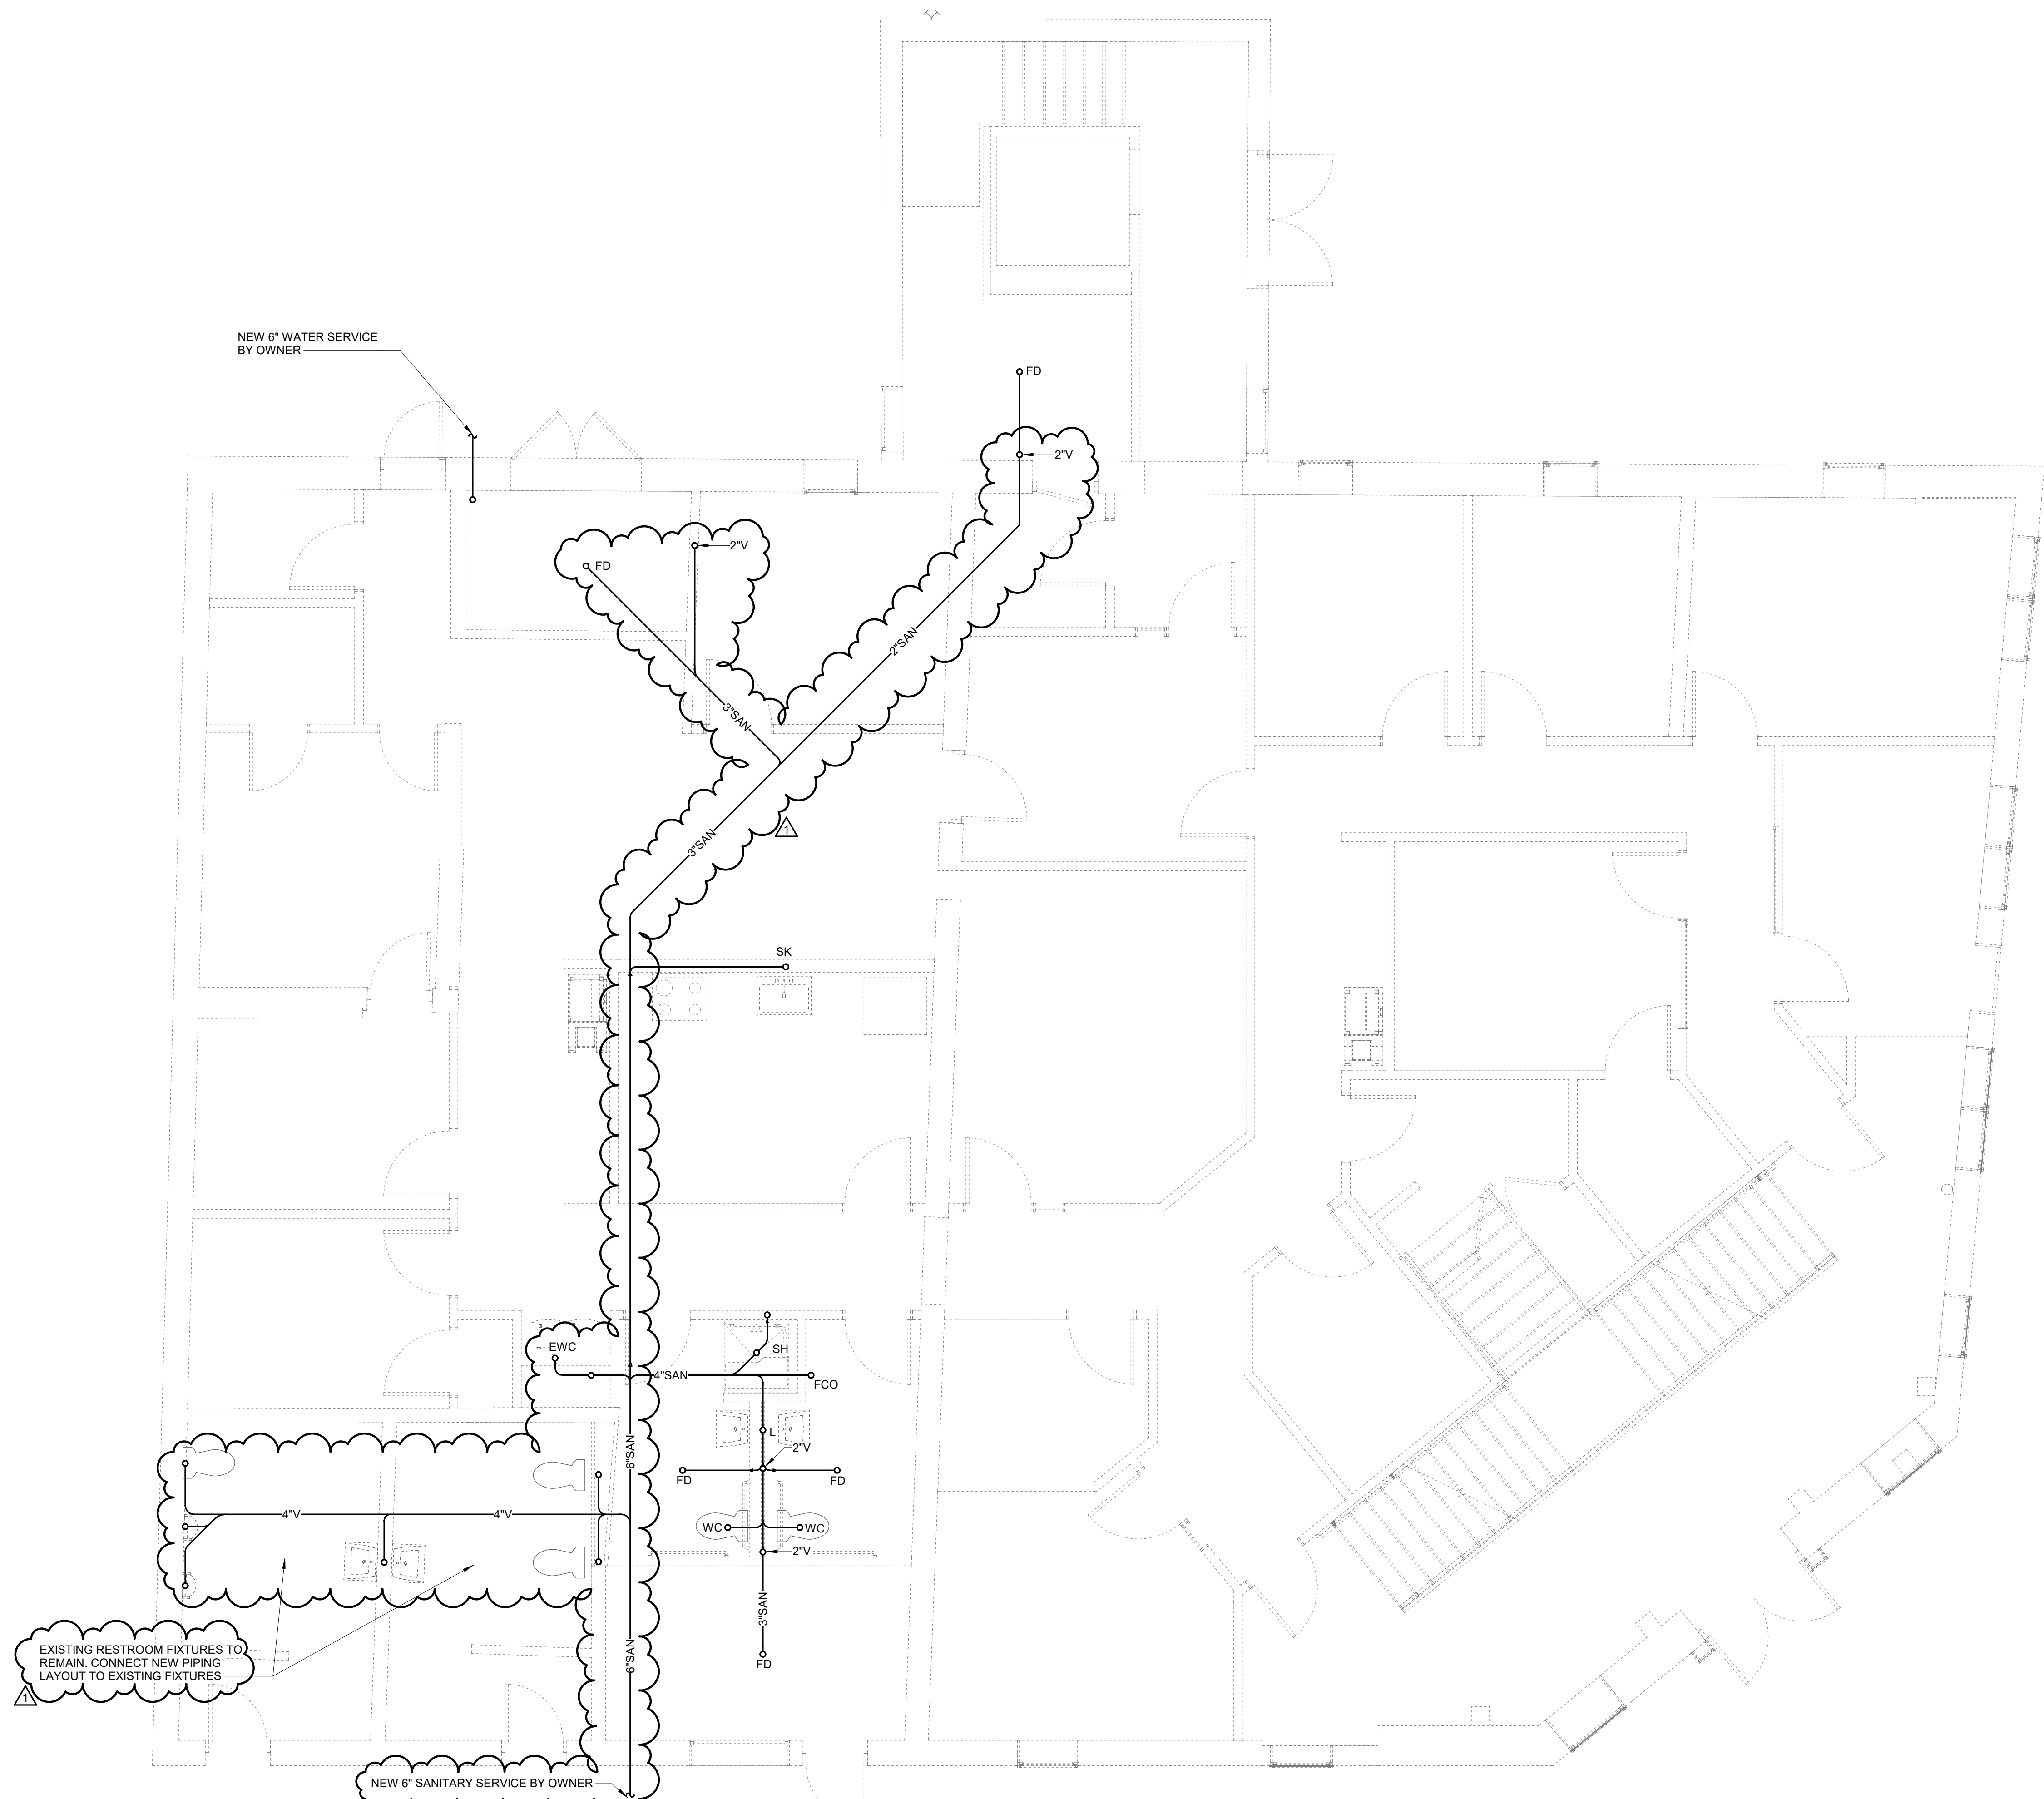 NEW 6" WATER SERVICE
BY OWNER
FD
2"V
2"V
FD
2"SAN
3"SAN
3"SAN
1
SK
EWC
SH
4"SAN
FCO
L
2"V
6"SAN
FD
FD
4"V
4"V
WC
WC
2"V
3"SAN
6"SAN
EXISTING RESTROOM FIXTURES TO
REMAIN. CONNECT NEW PIPING
LAYOUT TO EXISTING FIXTURES
FD
1
NEW 6" SANITARY SERVICE BY OWNER